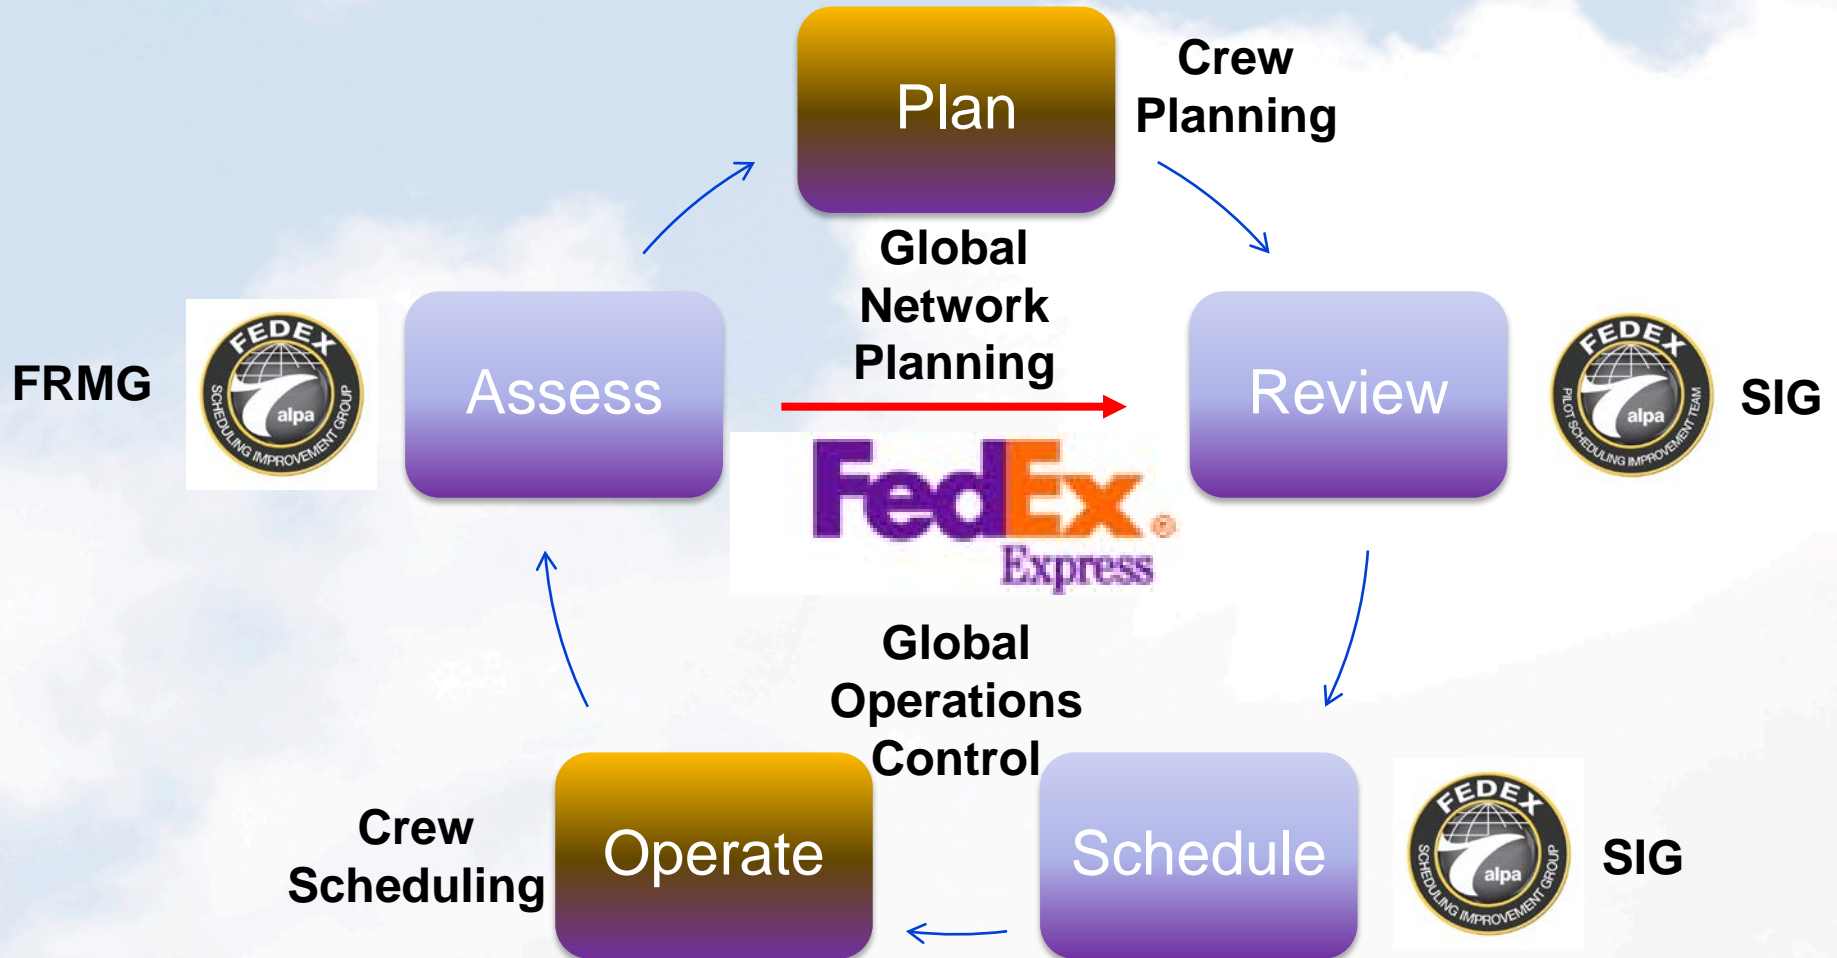 Plan
Crew
Planning
Global
Network
Planning
FRMG
FEDEX
alpa
SCHEDULING IMPROVEMENT GROUP
Assess
Review
FEDEX
alpa
PILOT SCHEDULING IMPROVEMENT TEAM
SIG
FedEx®
Express
Global
Operations
Control
Crew
Scheduling
Operate
Schedule
FEDEX
alpa
SCHEDULING IMPROVEMENT GROUP
SIG